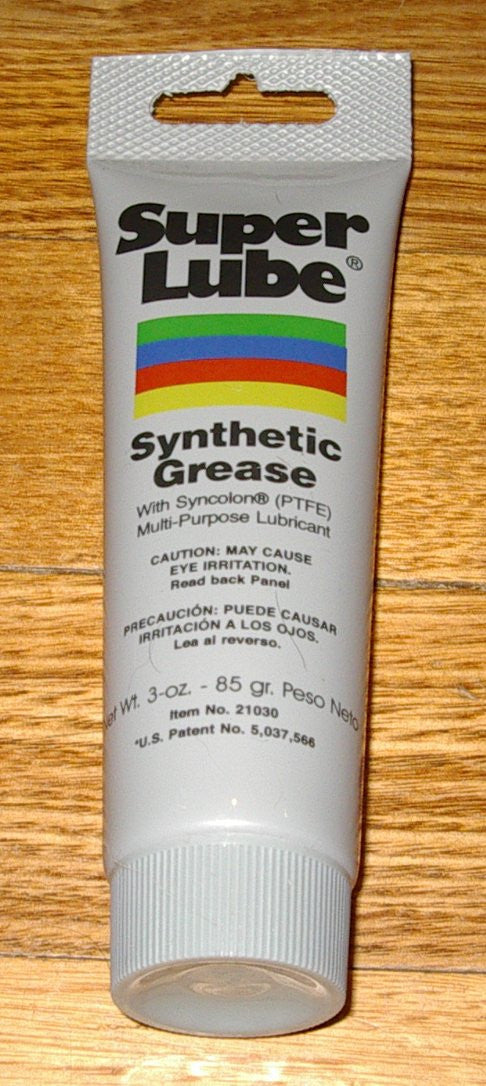 Super
Lube®
Synthetic
Grease
With Syncolon® (PTFE)
Multi-Purpose Lubricant
CAUTION: MAY CAUSE
EYE IRRITATION.
Read back Panel
PRECAUCIÓN: PUEDE CAUSAR
IRRITACIÓN A LOS OJOS.
Lea al reverso.
Net Wt. 3-oz. - 85 gr. Peso Neto
Item No. 21030
*U.S. Patent No. 5,037,566